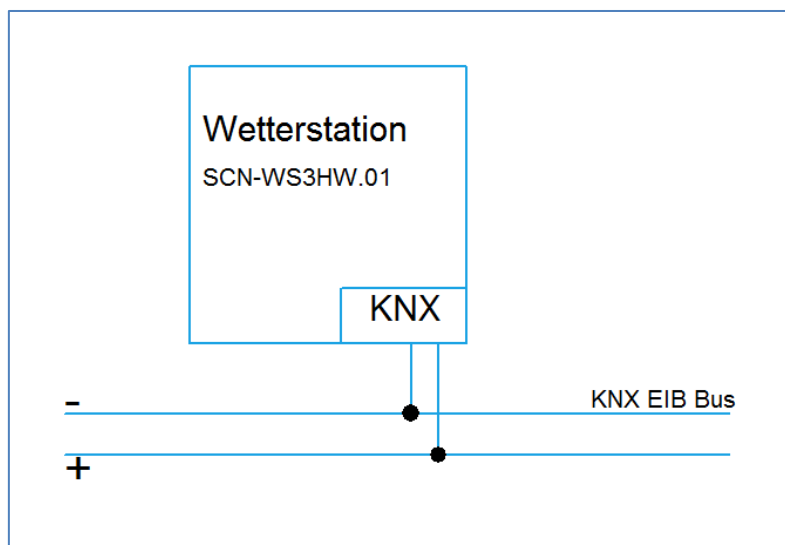 Wetterstation
SCN-WS3HW.01
KNX
-
KNX EIB Bus
+